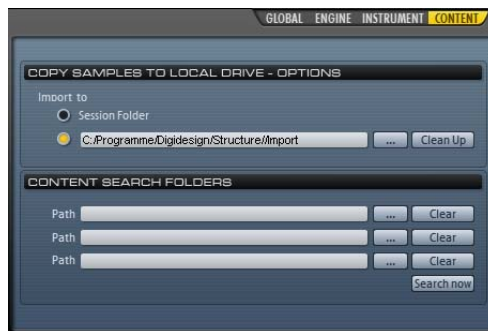 GLOBAL ENGINE INSTRUMENT CONTENT
COPY SAMPLES TO LOCAL DRIVE - OPTIONS
Import to
Session Folder
C:/Programme/Digidesign/Structure//Import ... Clean Up
CONTENT SEARCH FOLDERS
Path ... Clear
Path ... Clear
Path ... Clear
Search now